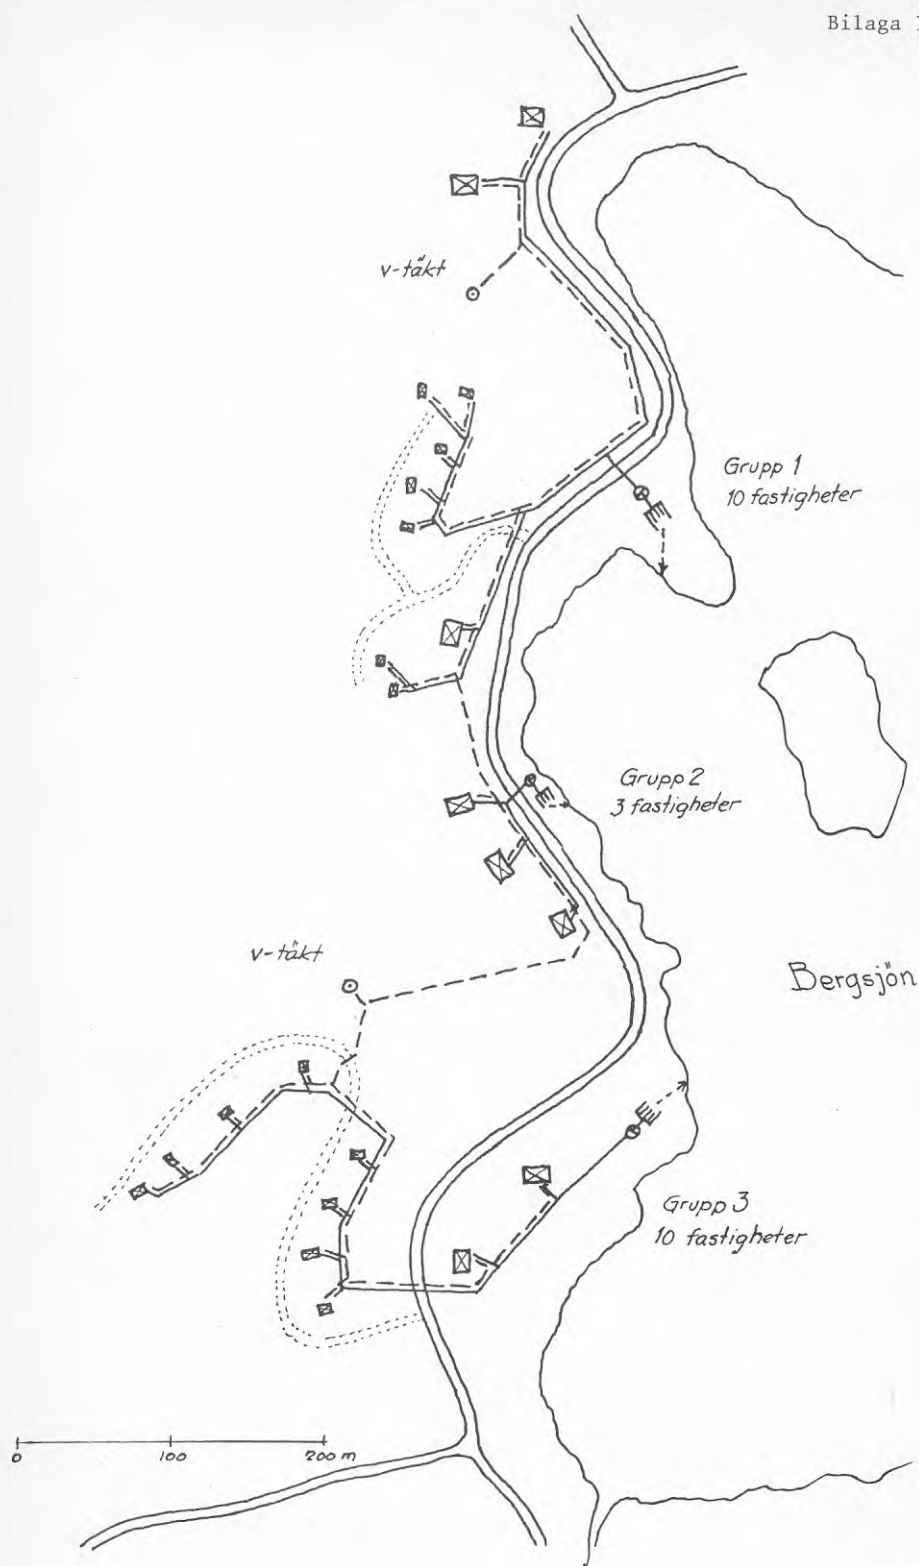 Bilaga
v-täkt
Grupp 1
10 fastigheter
Grupp 2
3 fastigheter
v-täkt
Bergsjön
Grupp 3
10 fastigheter
0 100 200 m